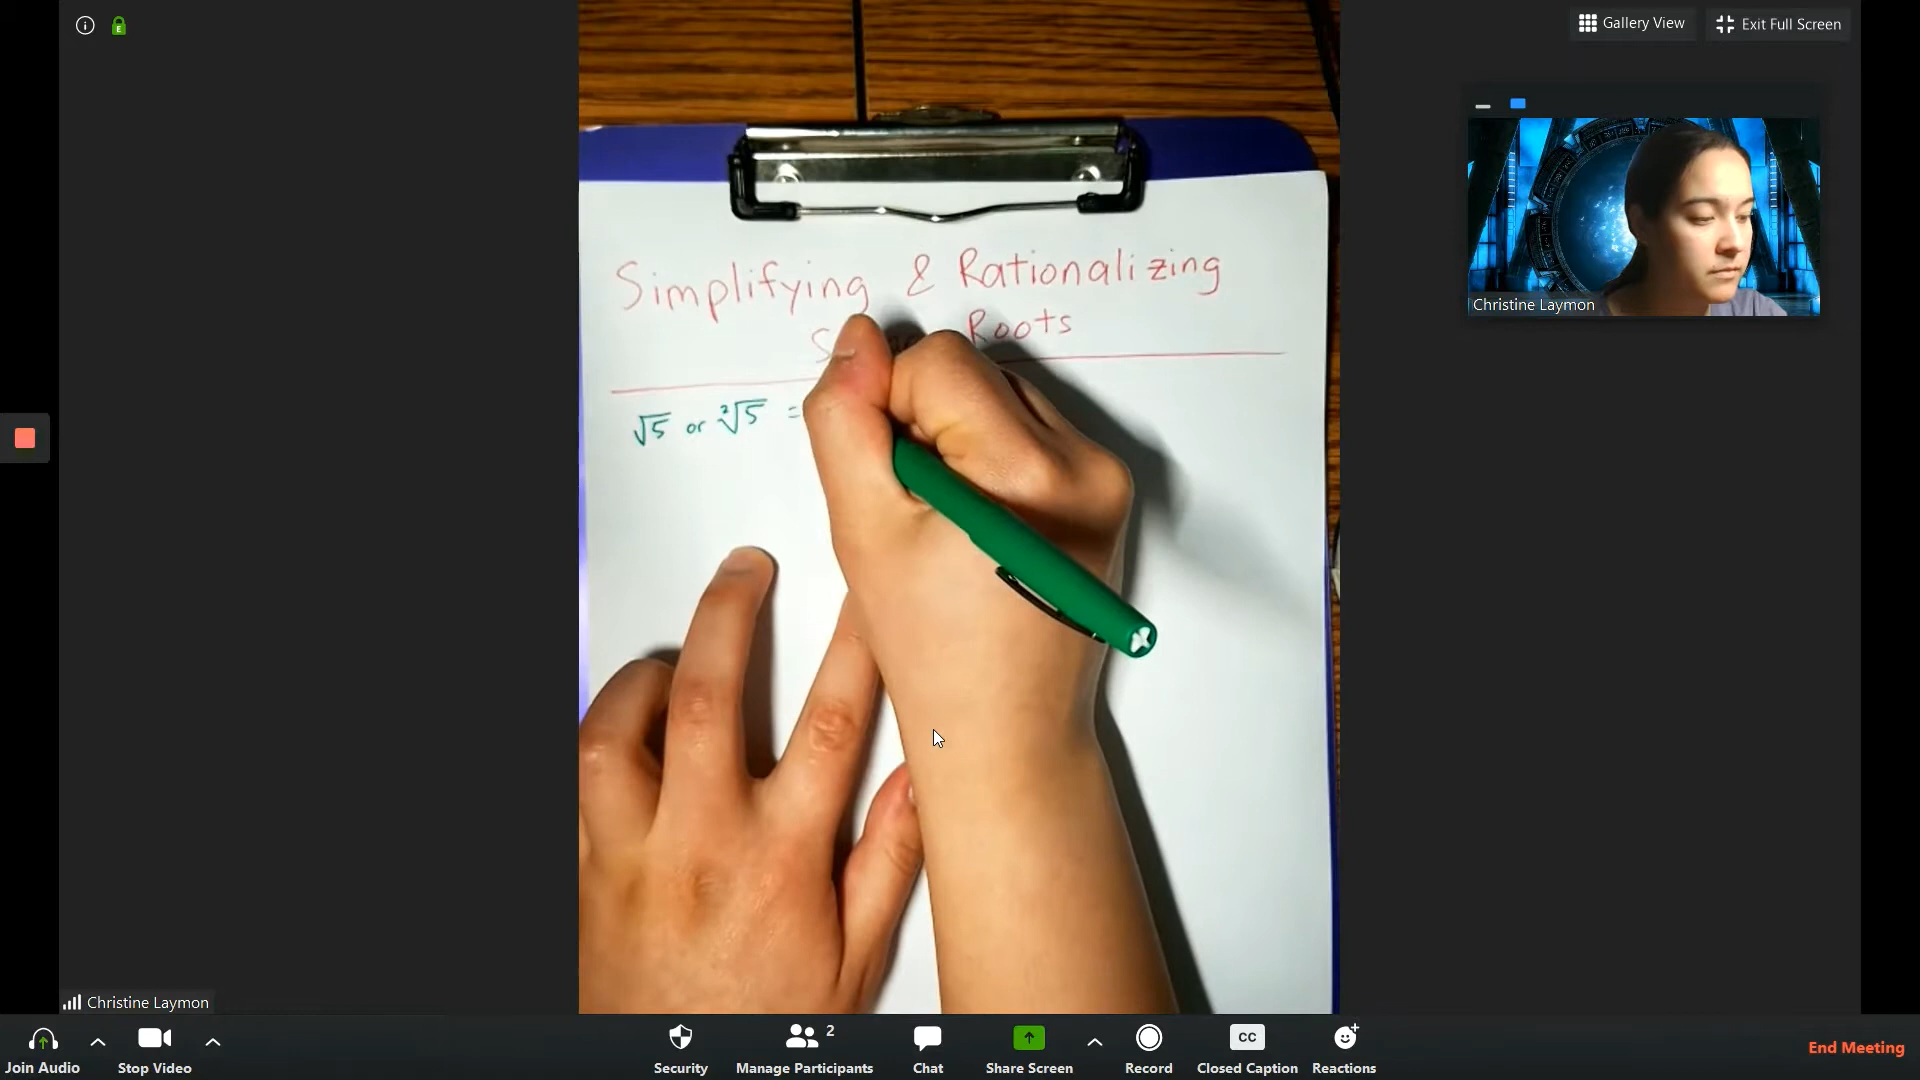 Gallery View
Exit Full Screen
Christine Laymon
Simplifying & Rationalizing
Roots
√5 or ²√5 =
Christine Laymon
Join Audio
Stop Video
Security
2
Manage Participants
Chat
Share Screen
Record
CC
Closed Caption
Reactions
End Meeting